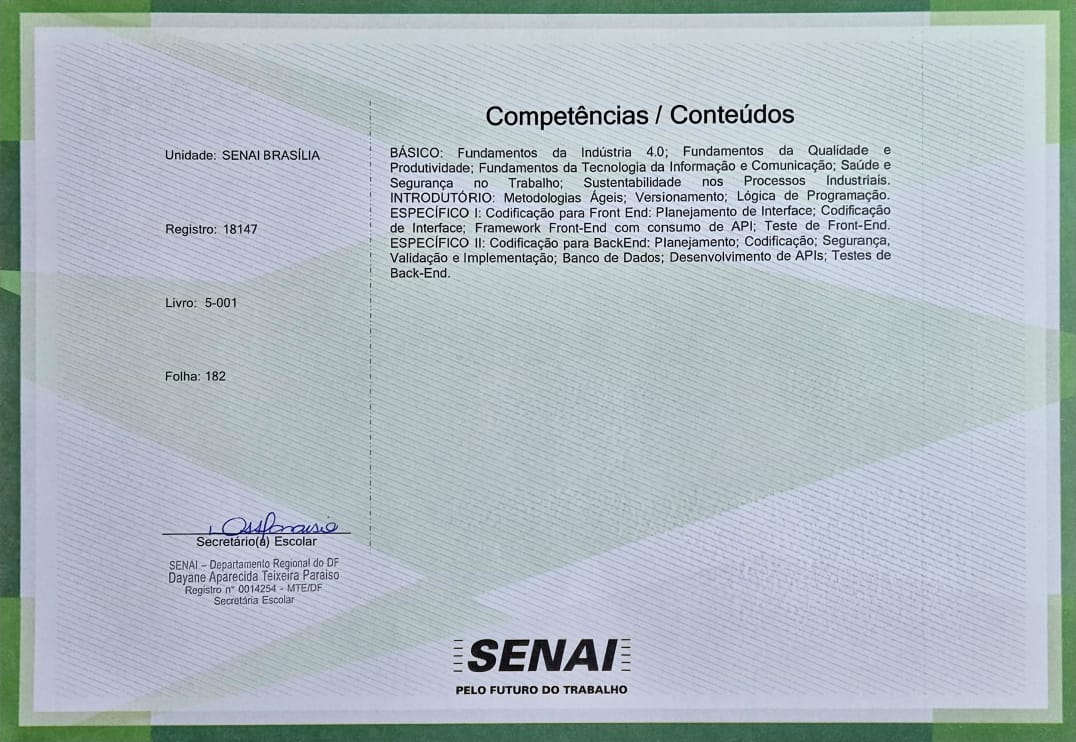 Competências / Conteúdos
Unidade: SENAI BRASÍLIA
Registro: 18147
Livro: 5-001
Folha: 182
BÁSICO: Fundamentos da Indústria 4.0; Fundamentos da Qualidade e
Produtividade; Fundamentos da Tecnologia da Informação e Comunicação; Saúde e
Segurança no Trabalho; Sustentabilidade nos Processos Industriais.
INTRODUTÓRIO: Metodologias Ágeis; Versionamento; Lógica de Programação.
ESPECÍFICO I: Codificação para Front End: Planejamento de Interface; Codificação
de Interface; Framework Front-End com consumo de API; Teste de Front-End.
ESPECÍFICO II: Codificação para BackEnd: Planejamento; Codificação; Segurança,
Validação e Implementação; Banco de Dados; Desenvolvimento de APIs; Testes de
Back-End.
Secretário(a) Escolar
SENAI – Departamento Regional do DF
Dayane Aparecida Teixeira Paraiso
Registro n° 0014254 - MTE/DF
Secretária Escolar
SENAI
PELO FUTURO DO TRABALHO